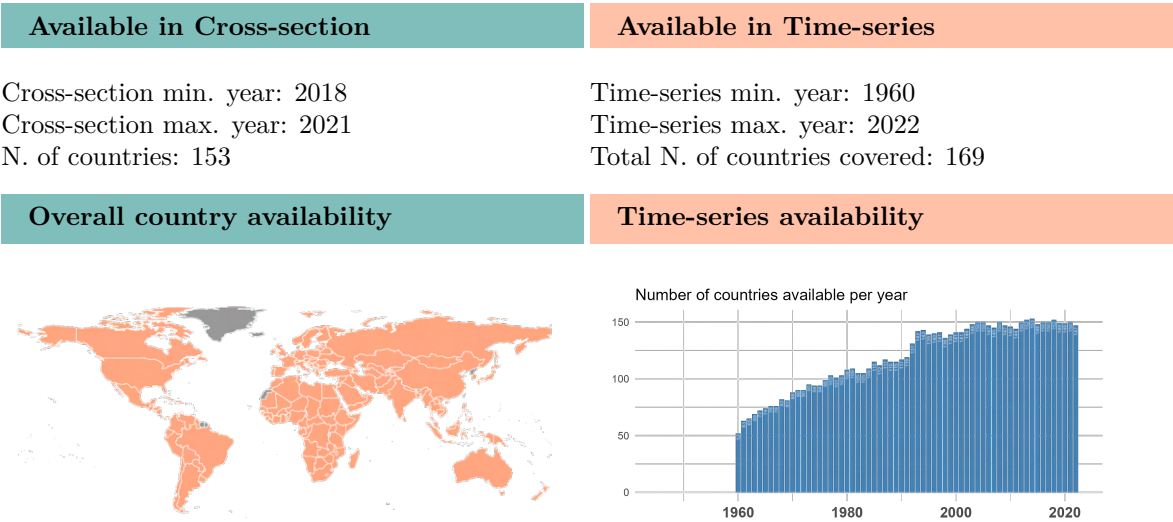 Available in Cross-section
Available in Time-series
Cross-section min. year: 2018
Cross-section max. year: 2021
N. of countries: 153
Time-series min. year: 1960
Time-series max. year: 2022
Total N. of countries covered: 169
Overall country availability
Time-series availability
Number of countries available per year
150
100
50
0
1960 1980 2000 2020